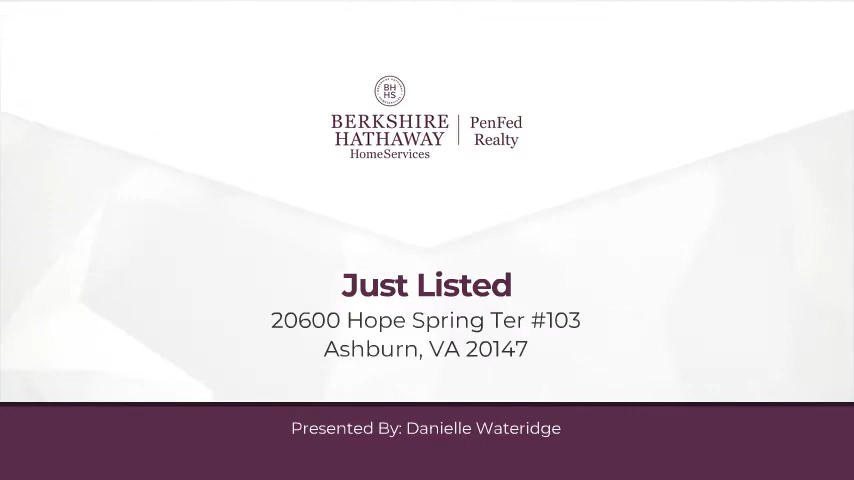 BH
HS
BERKSHIRE
HATHAWAY
HomeServices
PenFed
Realty
Just Listed
20600 Hope Spring Ter #103
Ashburn, VA 20147
Presented By: Danielle Wateridge